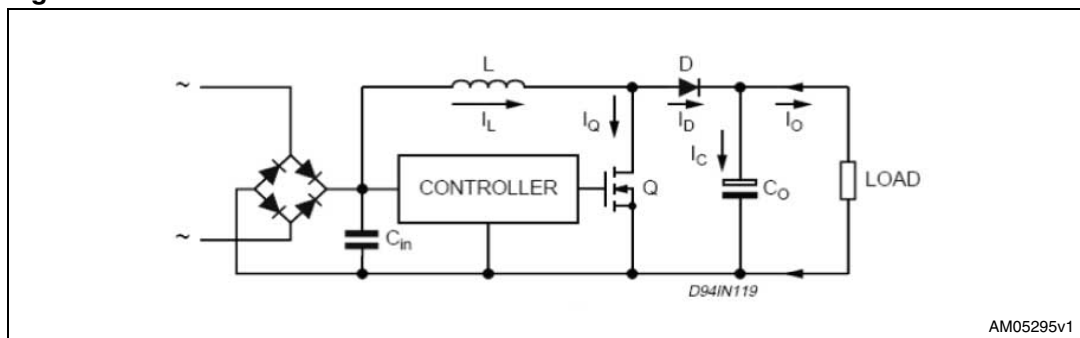 ~
L
D
I_L
I_Q
I_D
I_O
I_C
CONTROLLER
Q
C_O
LOAD
~
C_in
D94IN119
AM05295v1